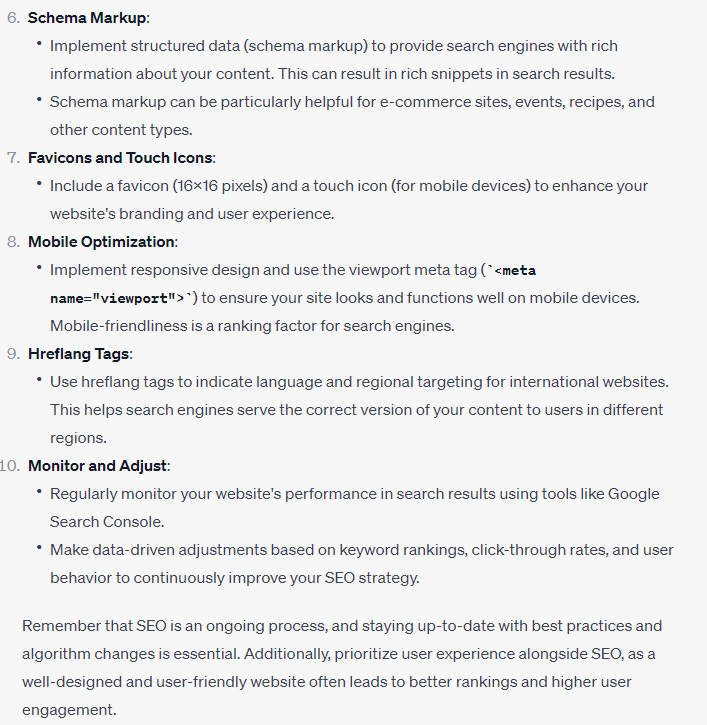 6. Schema Markup:
• Implement structured data (schema markup) to provide search engines with rich
information about your content. This can result in rich snippets in search results.
• Schema markup can be particularly helpful for e-commerce sites, events, recipes, and
other content types.
7. Favicons and Touch Icons:
• Include a favicon (16×16 pixels) and a touch icon (for mobile devices) to enhance your
website's branding and user experience.
8. Mobile Optimization:
• Implement responsive design and use the viewport meta tag (`<meta
name="viewport">`) to ensure your site looks and functions well on mobile devices.
Mobile-friendliness is a ranking factor for search engines.
9. Hreflang Tags:
• Use hreflang tags to indicate language and regional targeting for international websites.
This helps search engines serve the correct version of your content to users in different
regions.
10. Monitor and Adjust:
• Regularly monitor your website's performance in search results using tools like Google
Search Console.
• Make data-driven adjustments based on keyword rankings, click-through rates, and user
behavior to continuously improve your SEO strategy.
Remember that SEO is an ongoing process, and staying up-to-date with best practices and
algorithm changes is essential. Additionally, prioritize user experience alongside SEO, as a
well-designed and user-friendly website often leads to better rankings and higher user
engagement.